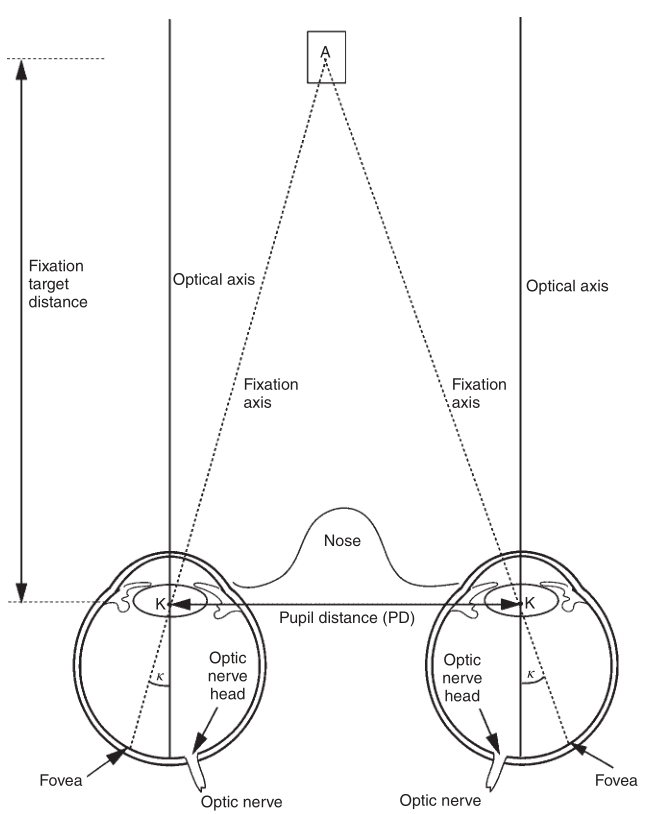 A
Fixation
target
distance
Optical axis
Optical axis
Fixation
axis
Fixation
axis
Nose
K
K
Pupil distance (PD)
κ
Optic
nerve
head
Optic
nerve
head
κ
Fovea
Optic nerve
Optic nerve
Fovea